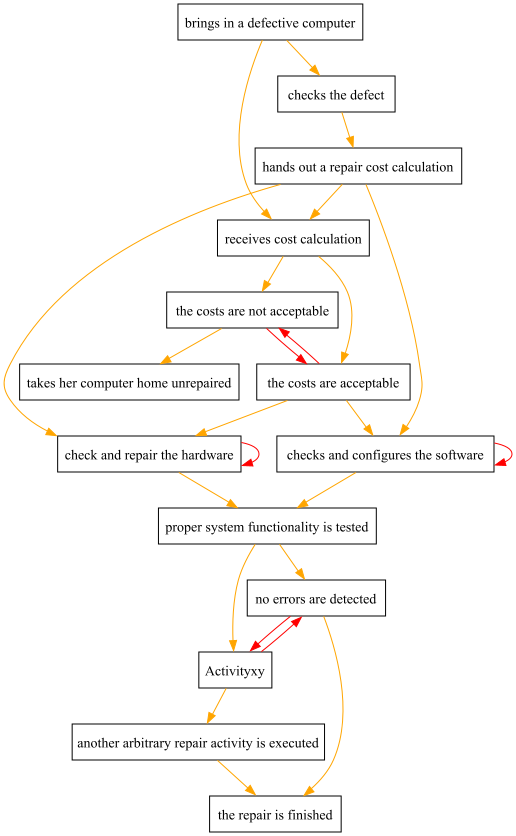 brings in a defective computer
checks the defect
hands out a repair cost calculation
receives cost calculation
the costs are not acceptable
takes her computer home unrepaired
the costs are acceptable
check and repair the hardware
checks and configures the software
proper system functionality is tested
no errors are detected
Activityxy
another arbitrary repair activity is executed
the repair is finished